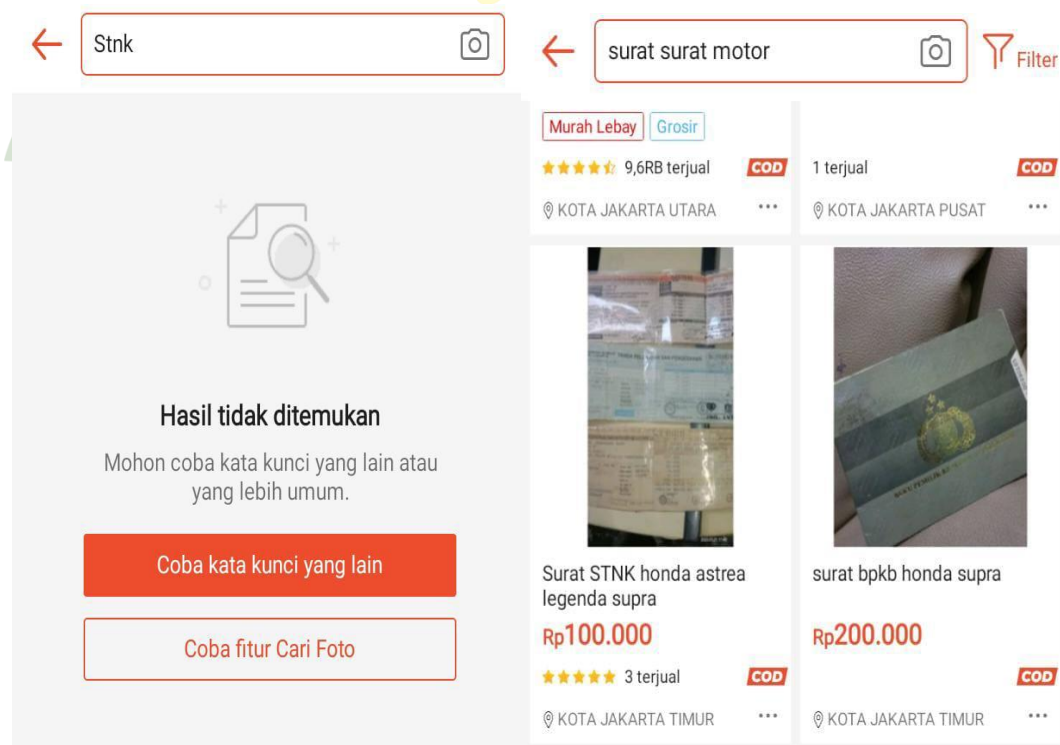 Stnk
Hasil tidak ditemukan
Mohon coba kata kunci yang lain atau
yang lebih umum.
Coba kata kunci yang lain
Coba fitur Cari Foto
surat surat motor
Filter
Murah Lebay Grosir
9,6RB terjual COD
KOTA JAKARTA UTARA
1 terjual COD
KOTA JAKARTA PUSAT
Surat STNK honda astrea
legenda supra
Rp100.000
3 terjual COD
KOTA JAKARTA TIMUR
surat bpkb honda supra
Rp200.000
COD
KOTA JAKARTA TIMUR